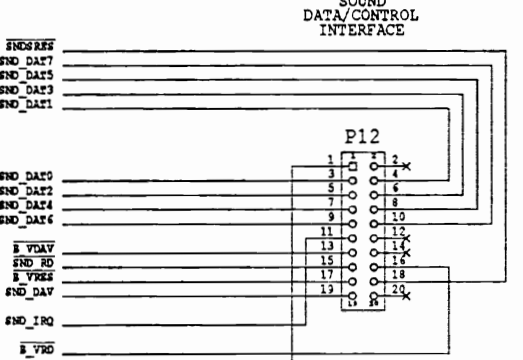 SOUND
DATA/CONTROL
INTERFACE
SNDSRES
SND_DAT7
SND_DAT5
SND_DAT3
SND_DAT1
P12
1 2
3 4
SND_DAT0
5 6
SND_DAT2
7 8
SND_DAT4
9 10
SND_DAT6
11 12
B_VDAV
13 14
SND_RD
15 16
B_VRES
17 18
SND_DAV
19 20
SND_IRQ
B_VRD